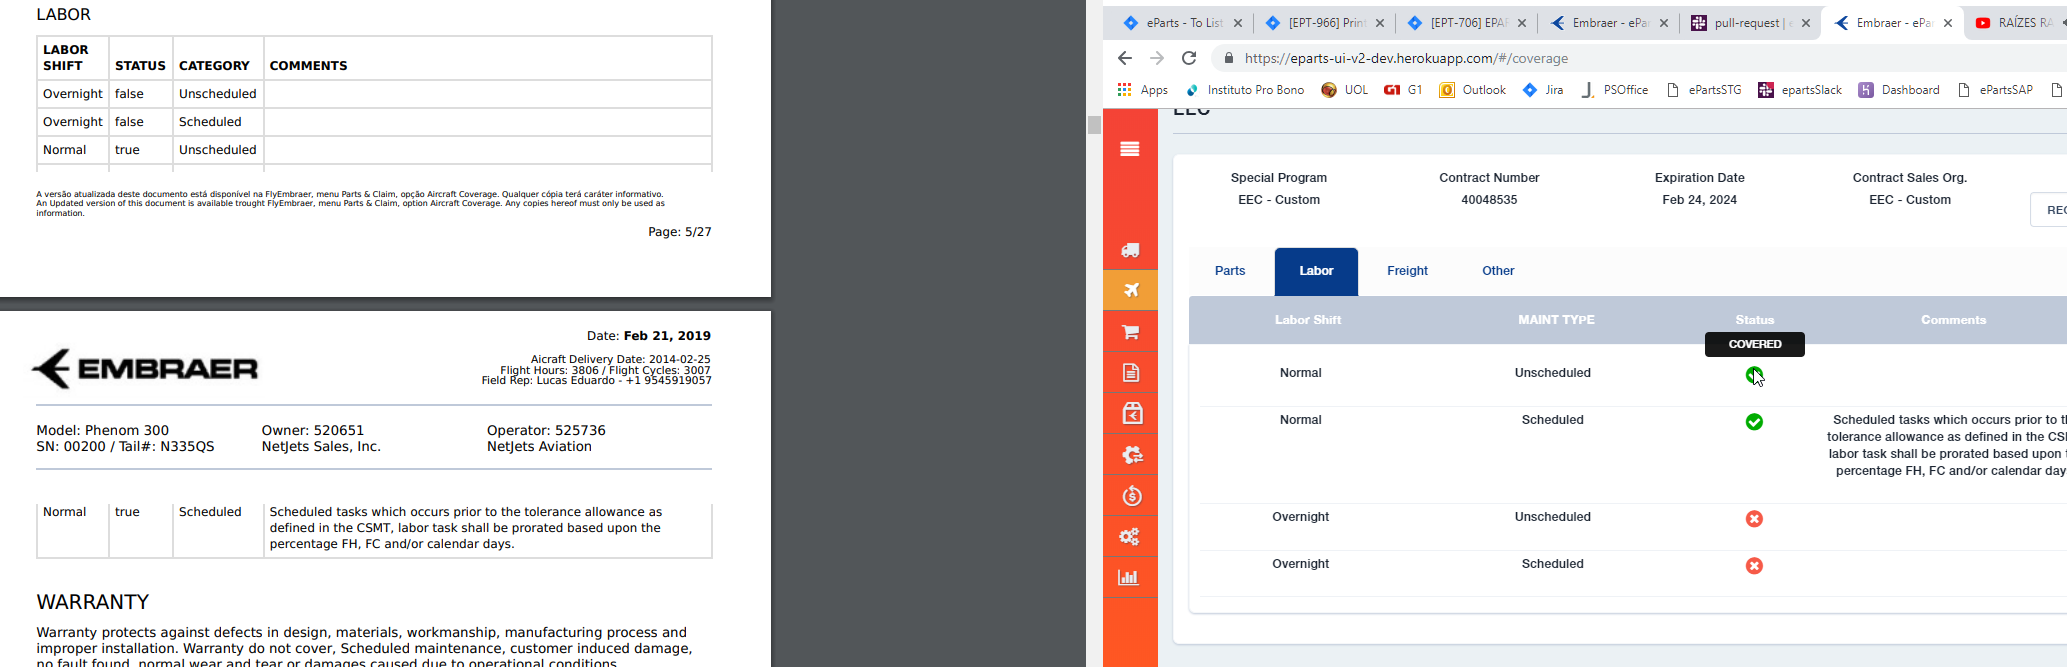 LABOR
LABOR SHIFT STATUS CATEGORY COMMENTS
Overnight false Unscheduled
Overnight false Scheduled
Normal true Unscheduled
A versão atualizada deste documento está disponível na FlyEmbraer, menu Parts & Claim, opção Aircraft Coverage. Qualquer cópia terá caráter informativo.
An Updated version of this document is available trought FlyEmbraer, menu Parts & Claim, option Aircraft Coverage. Any copies hereof must only be used as
information.
Page: 5/27
Date: Feb 21, 2019
EMBRAER
Aicraft Delivery Date: 2014-02-25
Flight Hours: 3806 / Flight Cycles: 3007
Field Rep: Lucas Eduardo - +1 9545919057
Model: Phenom 300 Owner: 520651 Operator: 525736
SN: 00200 / Tail#: N335QS NetJets Sales, Inc. NetJets Aviation
Normal true Scheduled Scheduled tasks which occurs prior to the tolerance allowance as
defined in the CSMT, labor task shall be prorated based upon the
percentage FH, FC and/or calendar days.
WARRANTY
Warranty protects against defects in design, materials, workmanship, manufacturing process and
improper installation. Warranty do not cover, Scheduled maintenance, customer induced damage,
no fault found, normal wear and tear or damages caused due to operational conditions.
eParts - To List [EPT-966] Prin [EPT-706] EPA Embraer - ePa pull-request | Embraer - ePa RAÍZES RA
https://eparts-ui-v2-dev.herokuapp.com/#/coverage
Apps Instituto Pro Bono UOL G1 G1 Outlook Jira PSOffice ePartsSTG epartsSlack Dashboard ePartsSAP
EEC
Special Program Contract Number Expiration Date Contract Sales Org.
EEC - Custom 40048535 Feb 24, 2024 EEC - Custom
REC
Parts Labor Freight Other
Labor Shift MAINT TYPE Status Comments
COVERED
Normal Unscheduled
Normal Scheduled Scheduled tasks which occurs prior to th
tolerance allowance as defined in the CSM
labor task shall be prorated based upon t
percentage FH, FC and/or calendar day
Overnight Unscheduled
Overnight Scheduled